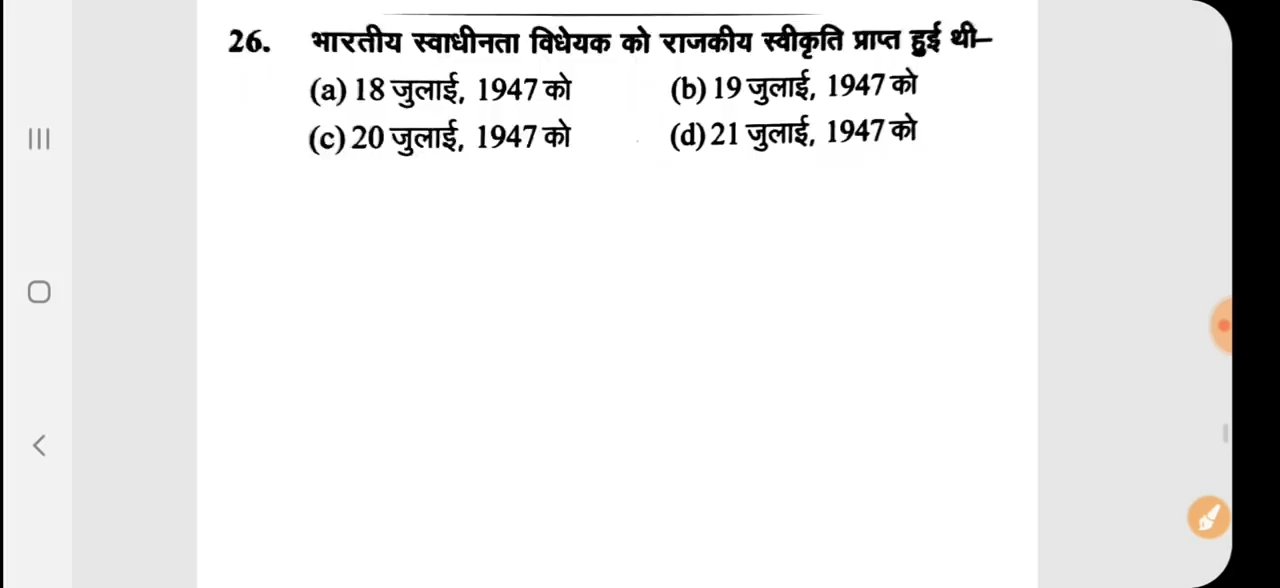 26. भारतीय स्वाधीनता विधेयक को राजकीय स्वीकृति प्राप्त हुई थी–
(a) 18 जुलाई, 1947 को (b) 19 जुलाई, 1947 को
(c) 20 जुलाई, 1947 को (d) 21 जुलाई, 1947 को